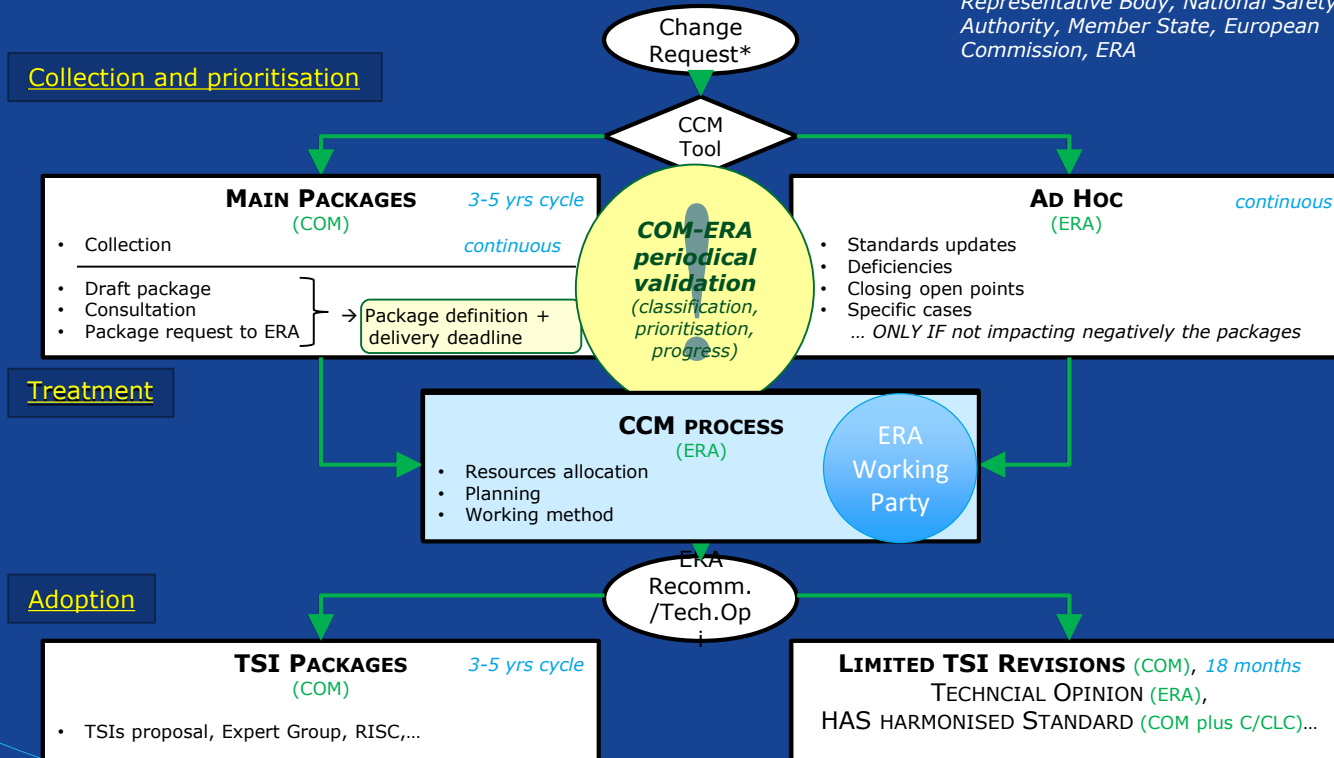 Representative Body, National Safety
Authority, Member State, European
Commission, ERA
Change
Request*
Collection and prioritisation
CCM
Tool
MAIN PACKAGES
3-5 yrs cycle
(COM)
• Collection
continuous
• Draft package
• Consultation
• Package request to ERA
→ Package definition +
delivery deadline
!
COM-ERA
periodical
validation
(classification,
prioritisation,
progress)
AD HOC
continuous
(ERA)
• Standards updates
• Deficiencies
• Closing open points
• Specific cases
... ONLY IF not impacting negatively the packages
Treatment
CCM PROCESS
(ERA)
• Resources allocation
• Planning
• Working method
ERA
Working
Party
Adoption
ERA
Recomm.
/Tech.Op
i
TSI PACKAGES
3-5 yrs cycle
(COM)
• TSIs proposal, Expert Group, RISC,...
LIMITED TSI REVISIONS (COM), 18 months
TECHNCIAL OPINION (ERA),
HAS HARMONISED STANDARD (COM plus C/CLC)...